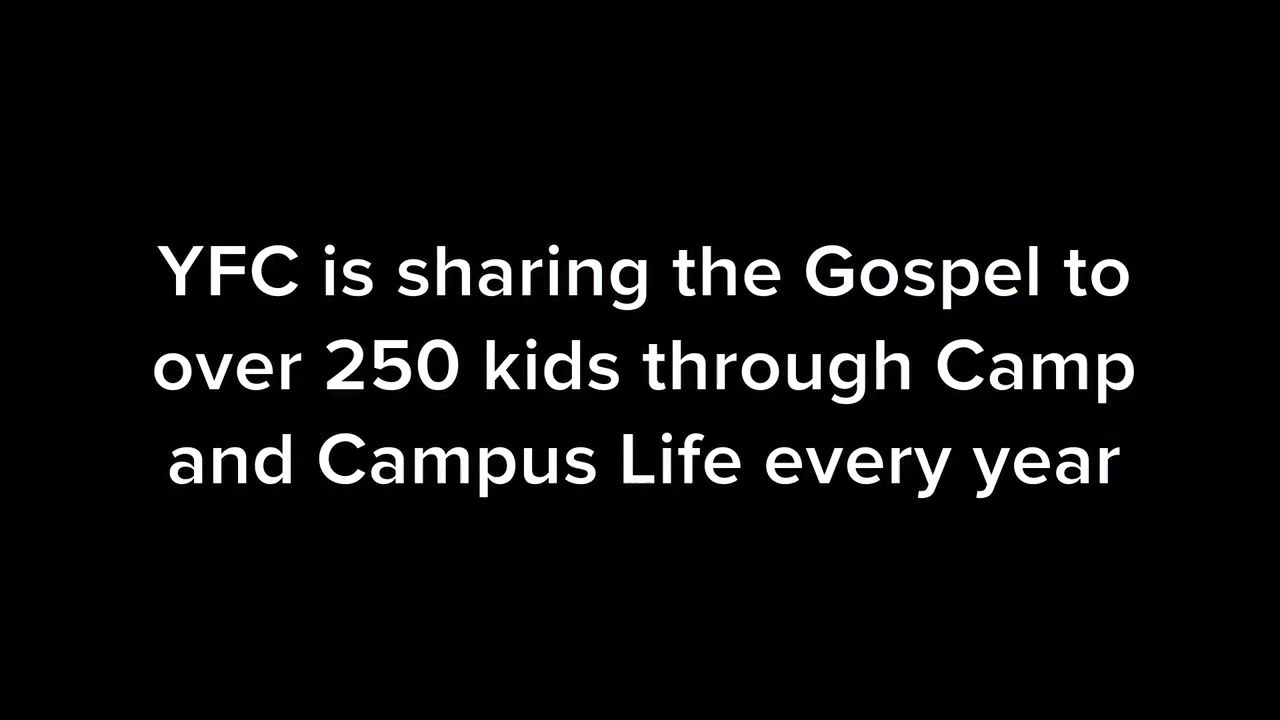 YFC is sharing the Gospel to
over 250 kids through Camp
and Campus Life every year